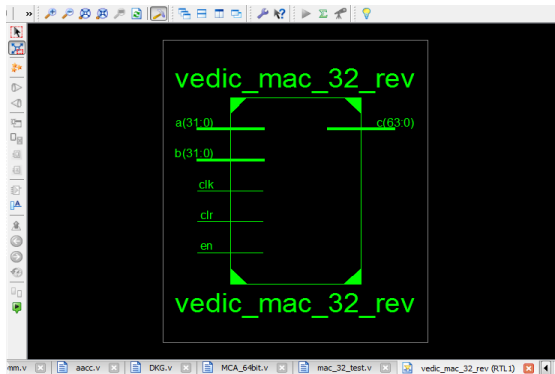 vedic_mac_32_rev
a(31:0)
c(63:0)
b(31:0)
clk
clr
en
vedic_mac_32_rev
mm.v
aacc.v
DKG.v
MCA_64bit.v
mac_32_test.v
vedic_mac_32_rev (RTL1)